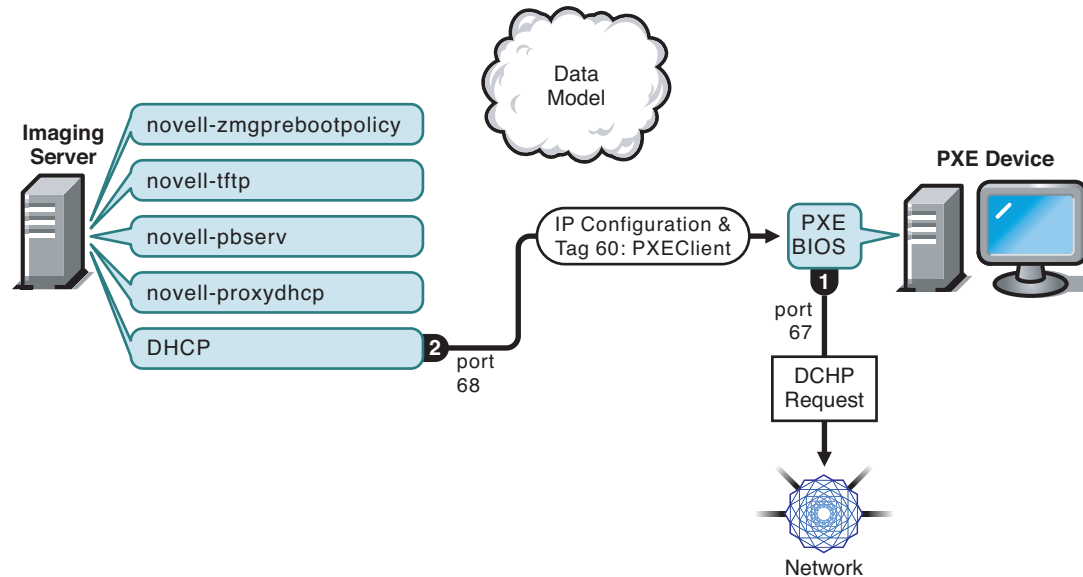 Data
Model
Imaging
Server
novell-zmgprebootpolicy
novell-tftp
novell-pbserv
novell-proxydhcp
DHCP
2
port
68
IP Configuration &
Tag 60: PXEClient
PXE
BIOS
1
PXE Device
port
67
DCHP
Request
Network